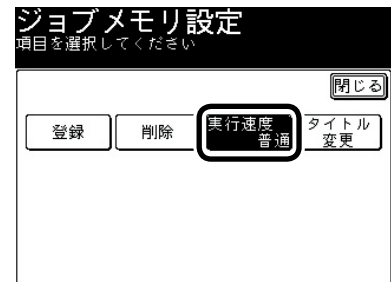 ジョブメモリ設定
項目を選択してください
閉じる
登録
削除
実行速度
普通
タイトル
変更